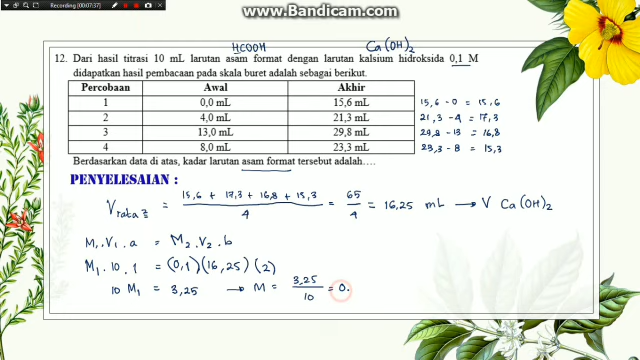 Recording [00:07:37]
www.Bandicam.com
HCOOH Ca(OH)2
12. Dari hasil titrasi 10 mL larutan asam format dengan larutan kalsium hidroksida 0,1 M
didapatkan hasil pembacaan pada skala buret adalah sebagai berikut.
Percobaan Awal Akhir
1 0,0 mL 15,6 mL 15,6 - 0 = 15,6
2 4,0 mL 21,3 mL 21,3 - 4 = 17,3
3 13,0 mL 29,8 mL 29,8 - 13 = 16,8
4 8,0 mL 23,3 mL 23,3 - 8 = 15,3
Berdasarkan data di atas, kadar larutan asam format tersebut adalah….
PENYELESAIAN :
V rata2 = 15,6 + 17,3 + 16,8 + 15,3 / 4 = 65 / 4 = 16,25 mL → V Ca(OH)2
M1 . V1 . a = M2 . V2 . b
M1 . 10 . 1 = (0,1) (16,25) (2)
10 M1 = 3,25 → M = 3,25 / 10 = 0.